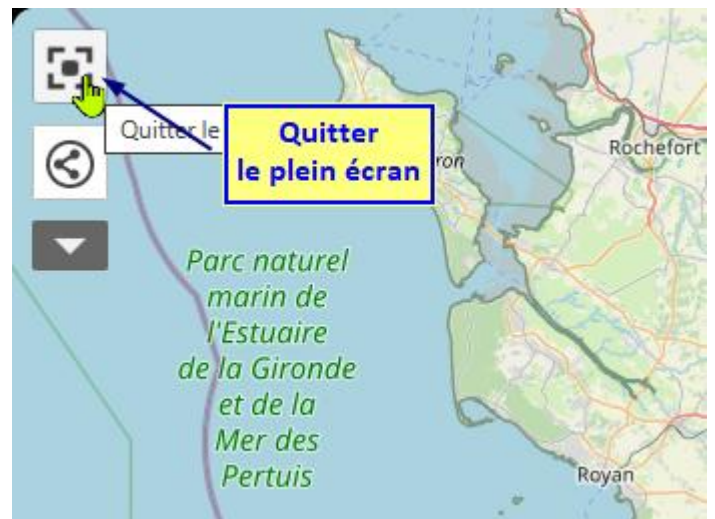 Quitter le
Quitter
le plein écran
ron
Rochefort
Parc naturel
marin de
l'Estuaire
de la Gironde
et de la
Mer des
Pertuis
Royan